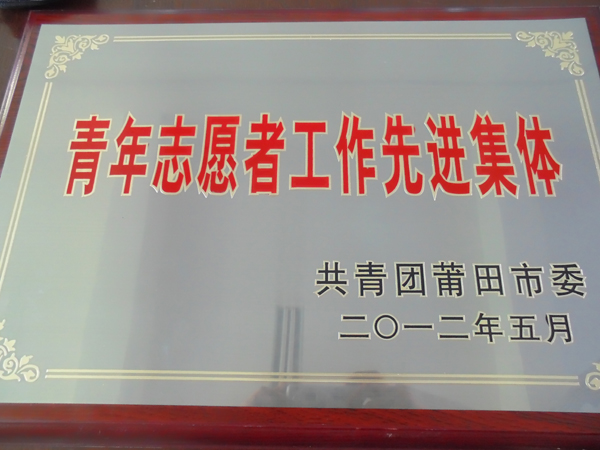 青年志愿者工作先进集体
共青团莆田市委
二〇一二年五月